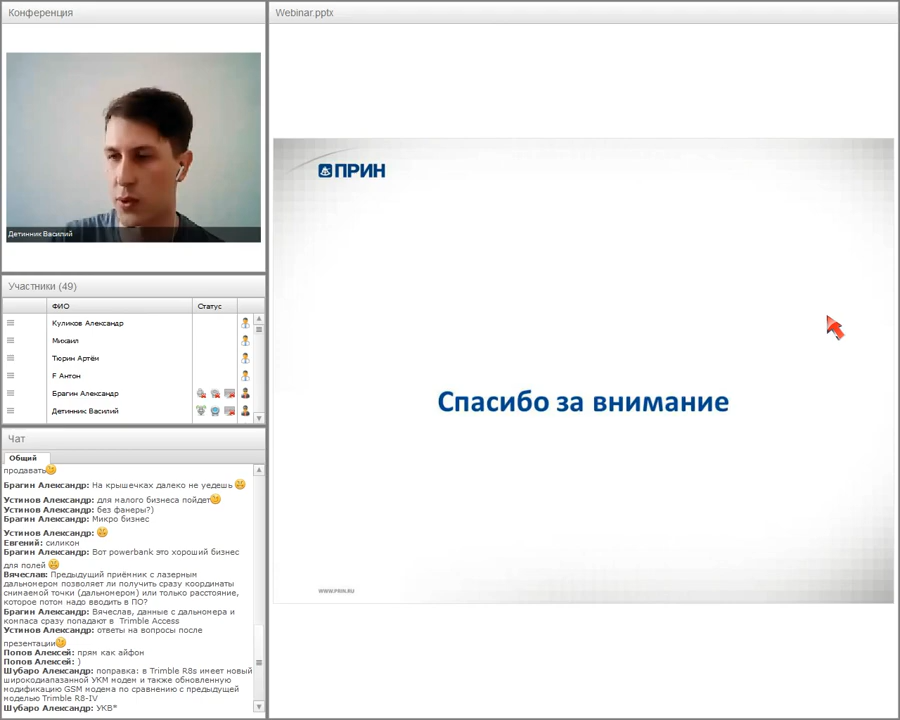 Конференция
Детинник Василий
Участники (49)
ФИО
Статус
Куликов Александр
Михаил
Тюрин Артём
F Антон
Брагин Александр
Детинник Василий
Чат
Общий
продавать
Брагин Александр: На крышечках далеко не уедешь
Устинов Александр: для малого бизнеса пойдет
Устинов Александр: без фанеры?)
Брагин Александр: Микро бизнес
Устинов Александр:
Евгений: силикон
Брагин Александр: Вот powerbank это хороший бизнес
для полей
Вячеслав: Предыдущий приёмник с лазерным
дальномером позволяет ли получить сразу координаты
снимаемой точки (дальномером) или только расстояние,
которое потом надо вводить в ПО?
Брагин Александр: Вячеслав, данные с дальномера и
компаса сразу попадают в Trimble Access
Устинов Александр: ответы на вопросы после
презентации
Попов Алексей: прям как айфон
Попов Алексей: )
Шубаро Александр: поправка: в Trimble R8s имеет новый
широкодиапазанной УКМ модем и также обновленную
модификацию GSM модема по сравнению с предыдущей
моделью Trimble R8-IV
Шубаро Александр: УКВ*
Webinar.pptx
ПРИН
Спасибо за внимание
WWW.PRIN.RU